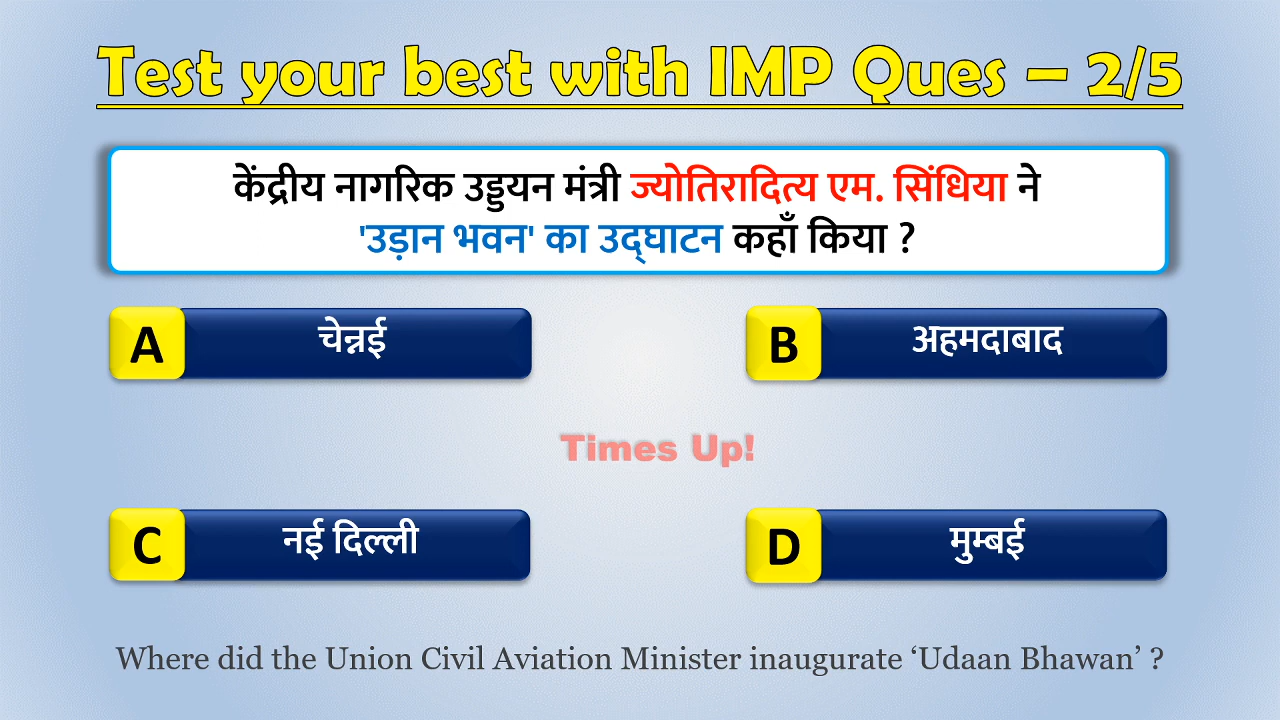 Test your best with IMP Ques – 2/5
केंद्रीय नागरिक उड्डयन मंत्री ज्योतिरादित्य एम. सिंधिया ने
'उड़ान भवन' का उद्घाटन कहाँ किया ?
A चेन्नई
B अहमदाबाद
Times Up!
C नई दिल्ली
D मुम्बई
Where did the Union Civil Aviation Minister inaugurate ‘Udaan Bhawan’ ?